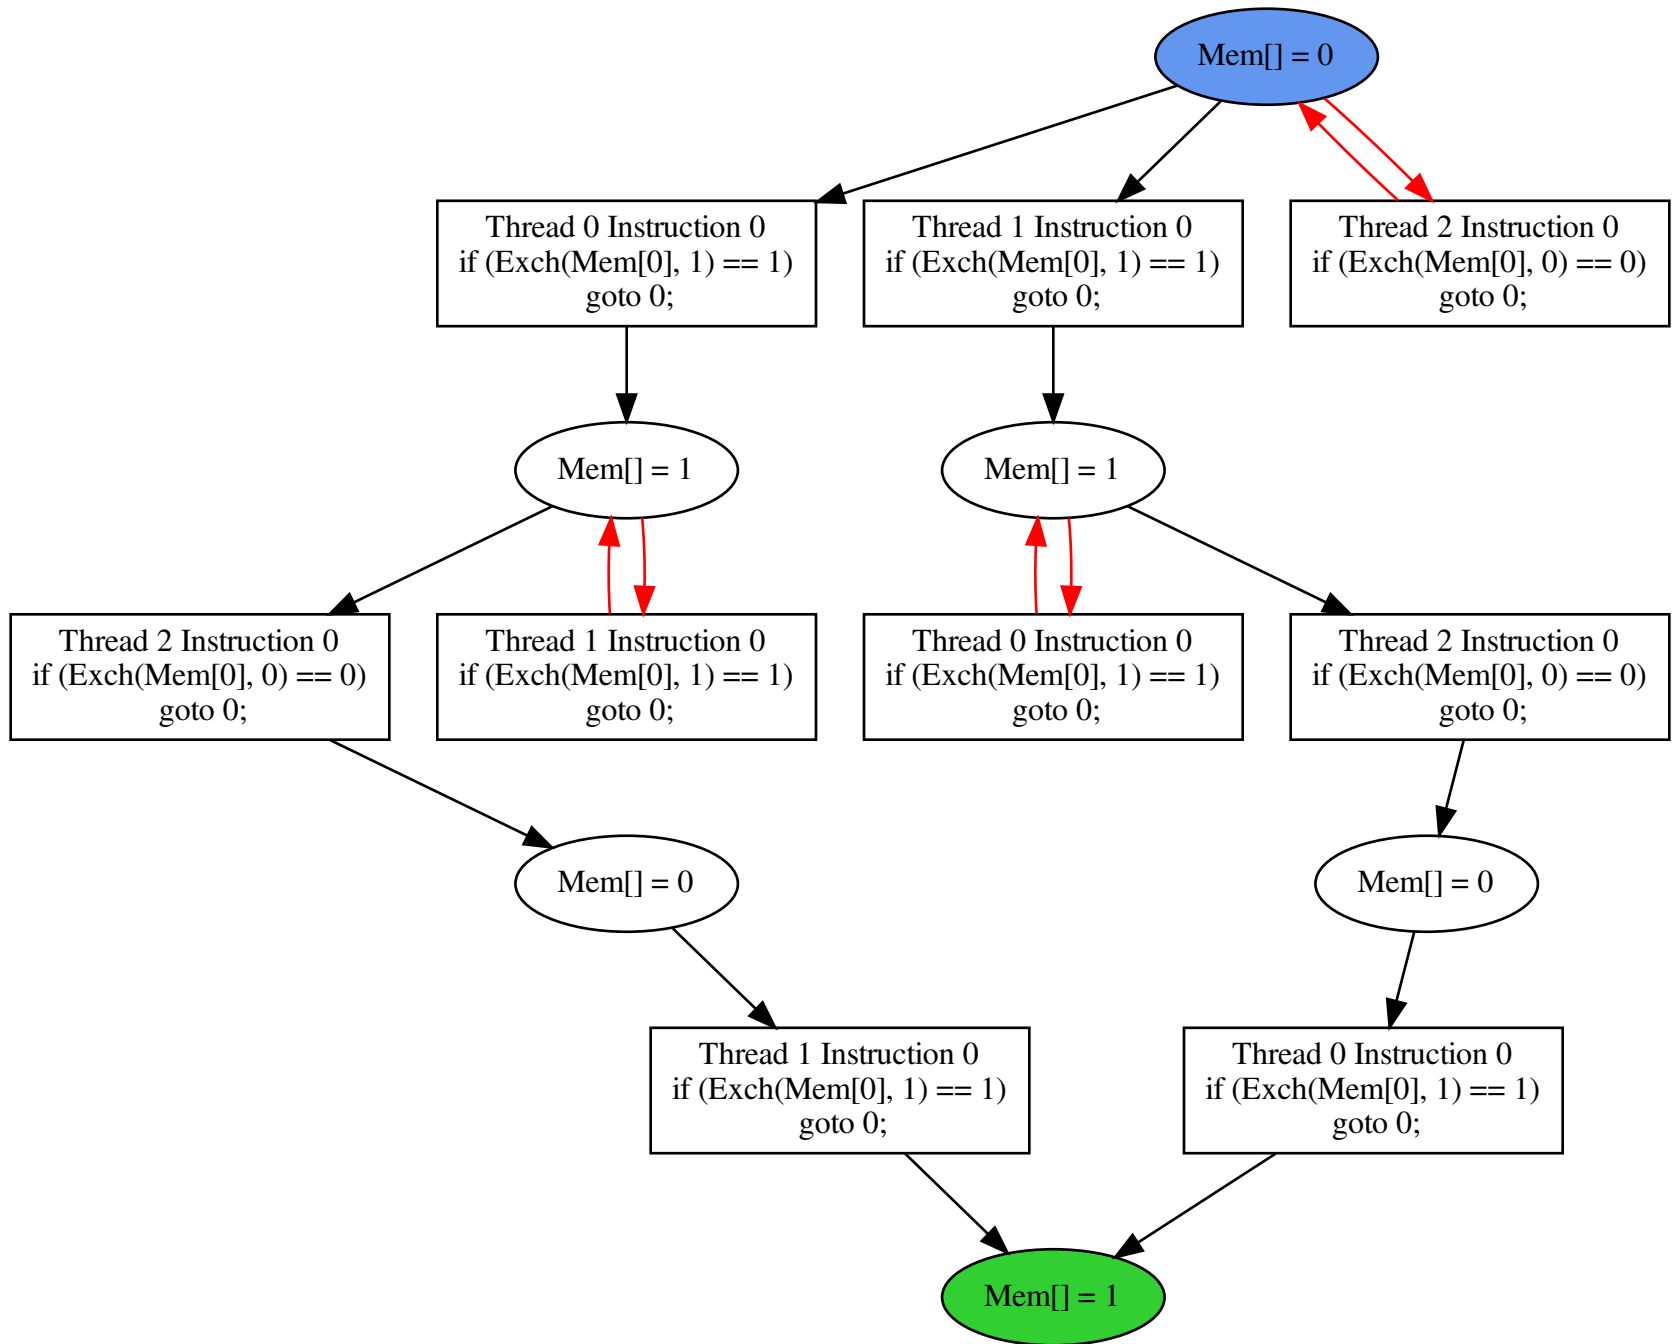 Mem[] = 0
Thread 0 Instruction 0
if (Exch(Mem[0], 1) == 1)
goto 0;
Thread 1 Instruction 0
if (Exch(Mem[0], 1) == 1)
goto 0;
Thread 2 Instruction 0
if (Exch(Mem[0], 0) == 0)
goto 0;
Mem[] = 1
Mem[] = 1
Thread 2 Instruction 0
if (Exch(Mem[0], 0) == 0)
goto 0;
Thread 1 Instruction 0
if (Exch(Mem[0], 1) == 1)
goto 0;
Thread 0 Instruction 0
if (Exch(Mem[0], 1) == 1)
goto 0;
Thread 2 Instruction 0
if (Exch(Mem[0], 0) == 0)
goto 0;
Mem[] = 0
Mem[] = 0
Thread 1 Instruction 0
if (Exch(Mem[0], 1) == 1)
goto 0;
Thread 0 Instruction 0
if (Exch(Mem[0], 1) == 1)
goto 0;
Mem[] = 1